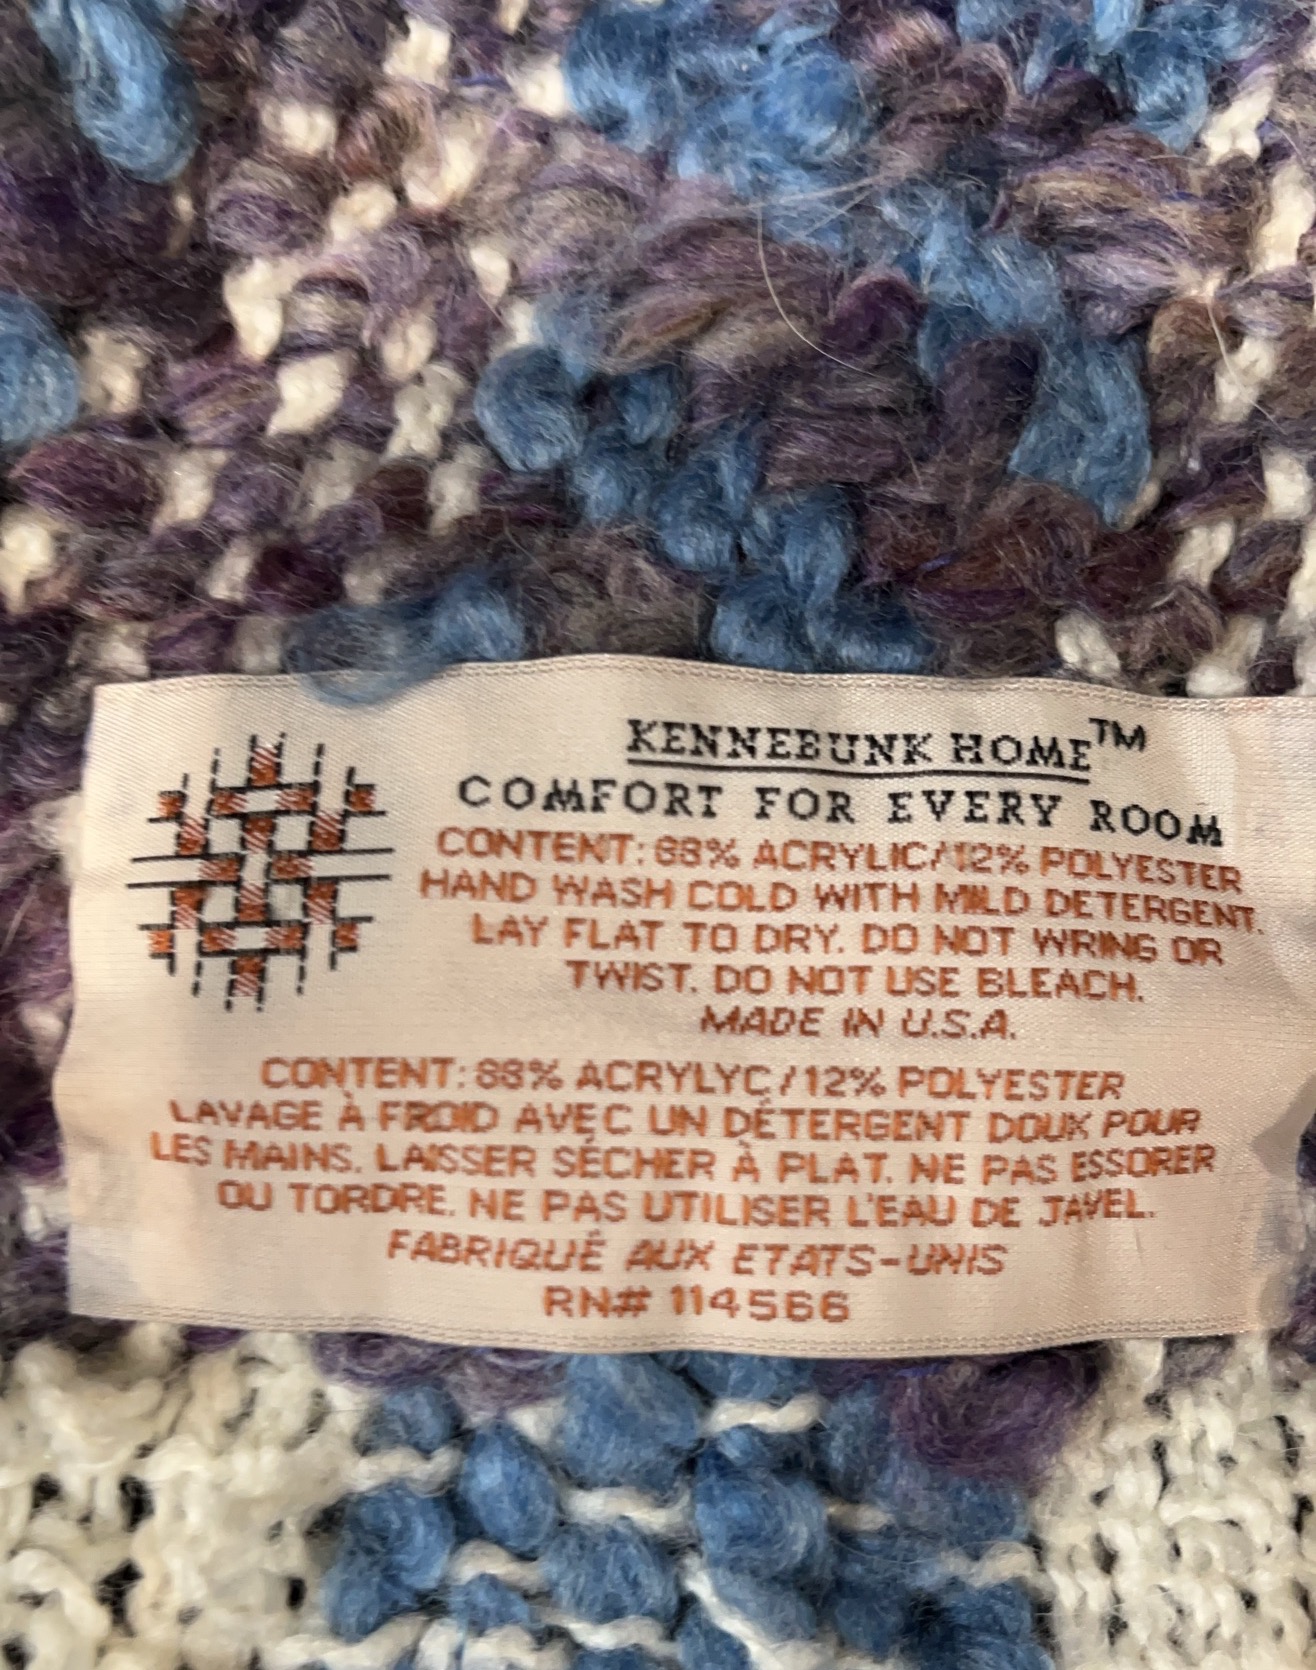 KENNEBUNK HOME™
COMFORT FOR EVERY ROOM
CONTENT: 88% ACRYLIC/12% POLYESTER
HAND WASH COLD WITH MILD DETERGENT.
LAY FLAT TO DRY. DO NOT WRING OR
TWIST. DO NOT USE BLEACH.
MADE IN U.S.A.
CONTENT: 88% ACRYLYC/12% POLYESTER
LAVAGE À FROID AVEC UN DÉTERGENT DOUX POUR
LES MAINS. LAISSER SÉCHER À PLAT. NE PAS ESSORER
OU TORDRE. NE PAS UTILISER L'EAU DE JAVEL.
FABRIQUÉ AUX ETATS-UNIS
RN# 114566